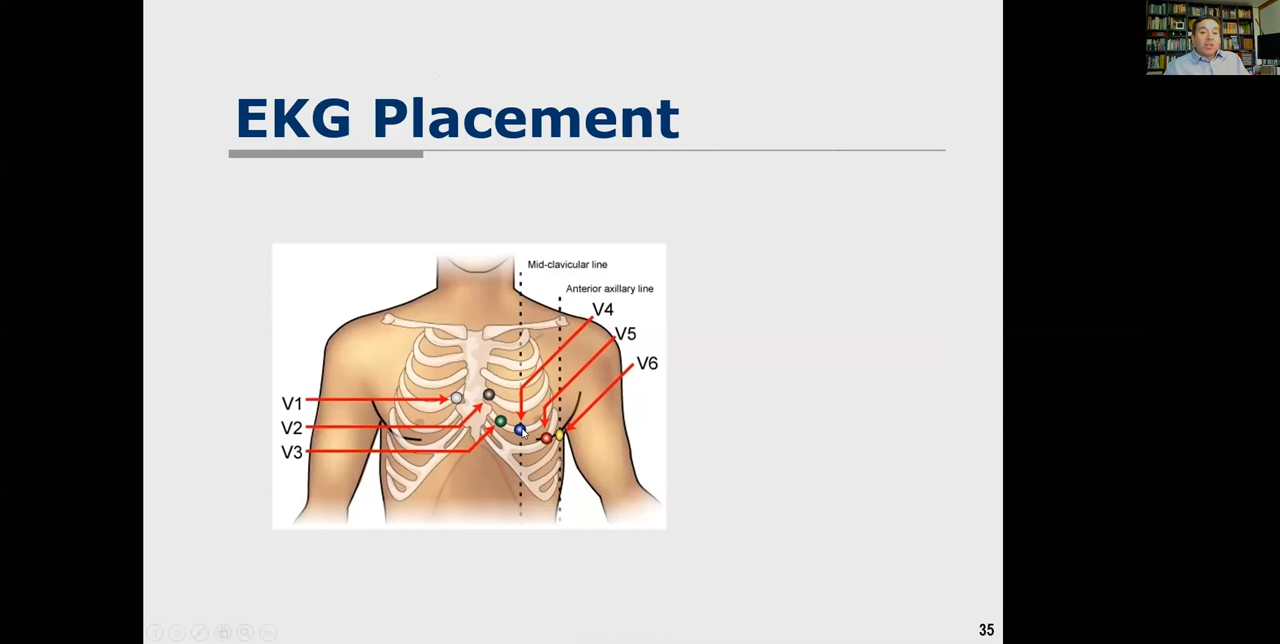 EKG Placement
Mid-clavicular line
Anterior axillary line
V4
V5
V6
V1
V2
V3
35